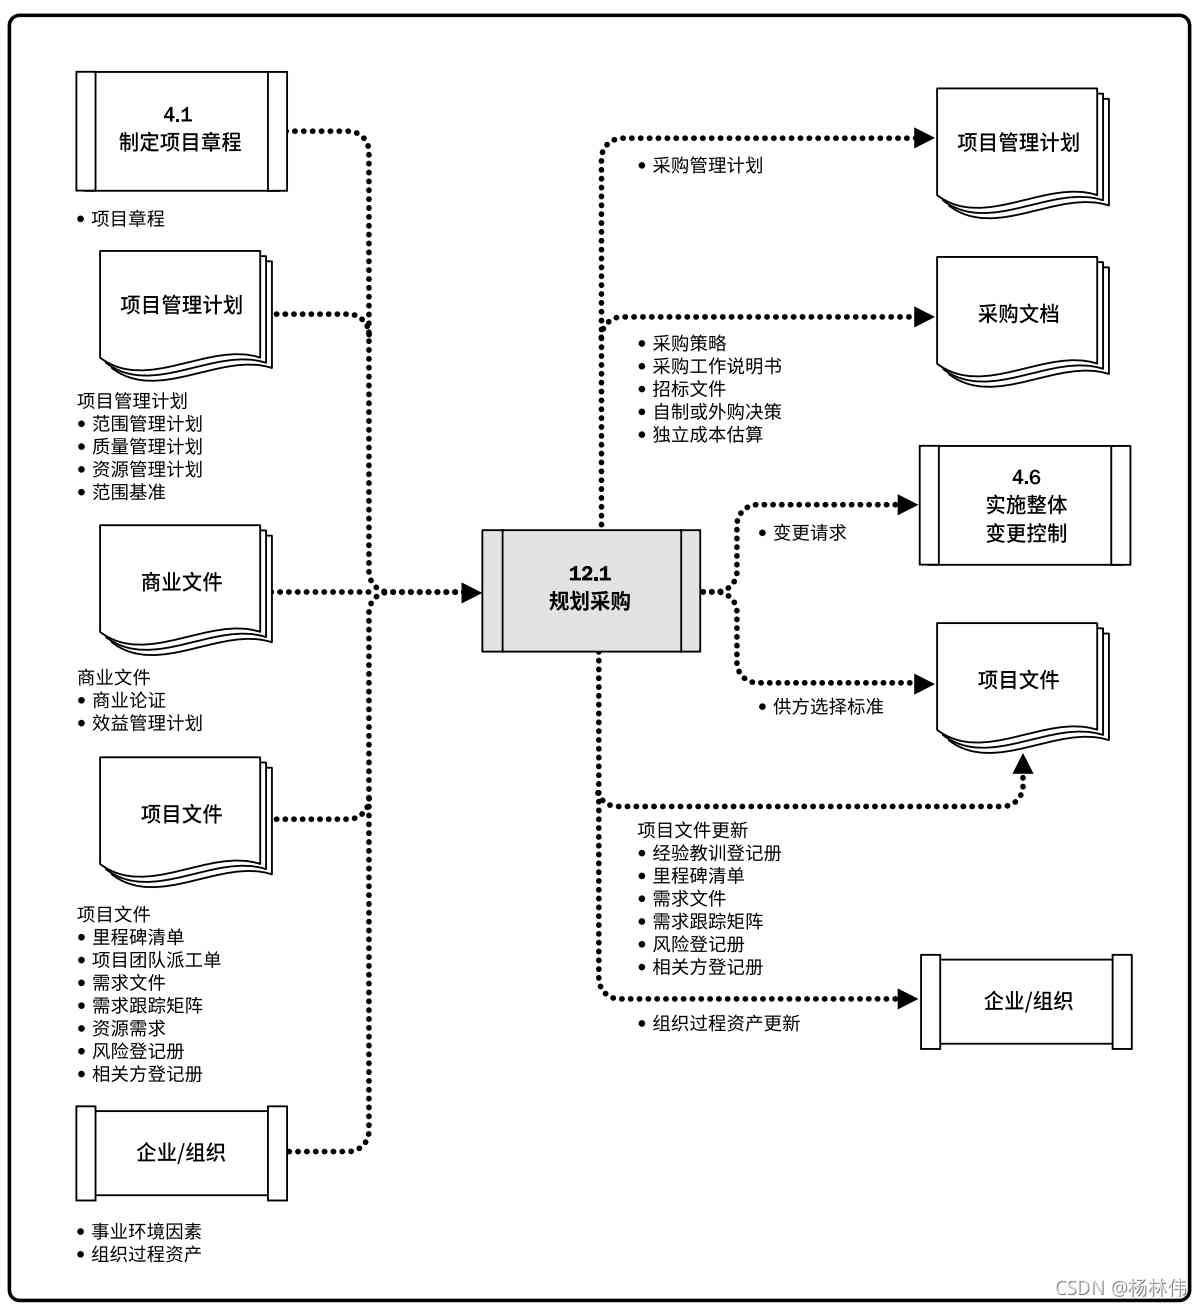 4.1
制定项目章程
• 项目章程
项目管理计划
项目管理计划
• 范围管理计划
• 质量管理计划
• 资源管理计划
• 范围基准
商业文件
商业文件
• 商业论证
• 效益管理计划
项目文件
项目文件
• 里程碑清单
• 项目团队派工单
• 需求文件
• 需求跟踪矩阵
• 资源需求
• 风险登记册
• 相关方登记册
企业/组织
• 事业环境因素
• 组织过程资产
12.1
规划采购
• 采购管理计划
项目管理计划
• 采购策略
• 采购工作说明书
• 招标文件
• 自制或外购决策
• 独立成本估算
采购文档
• 变更请求
4.6
实施整体
变更控制
• 供方选择标准
项目文件
项目文件更新
• 经验教训登记册
• 里程碑清单
• 需求文件
• 需求跟踪矩阵
• 风险登记册
• 相关方登记册
• 组织过程资产更新
企业/组织
CSDN @杨林伟